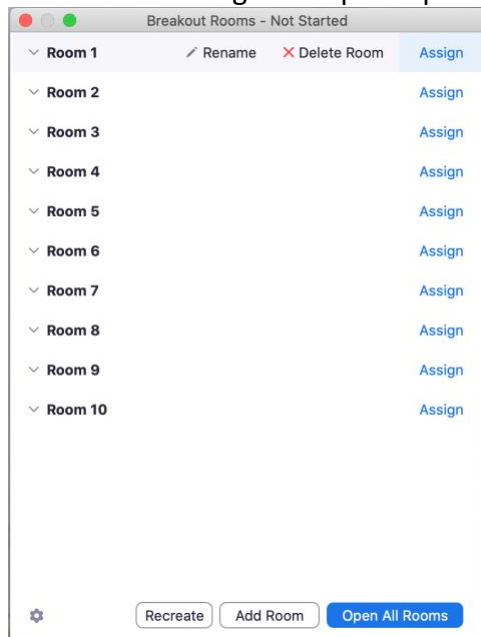 Breakout Rooms - Not Started
Room 1 Rename Delete Room Assign
Room 2 Assign
Room 3 Assign
Room 4 Assign
Room 5 Assign
Room 6 Assign
Room 7 Assign
Room 8 Assign
Room 9 Assign
Room 10 Assign
Recreate Add Room Open All Rooms